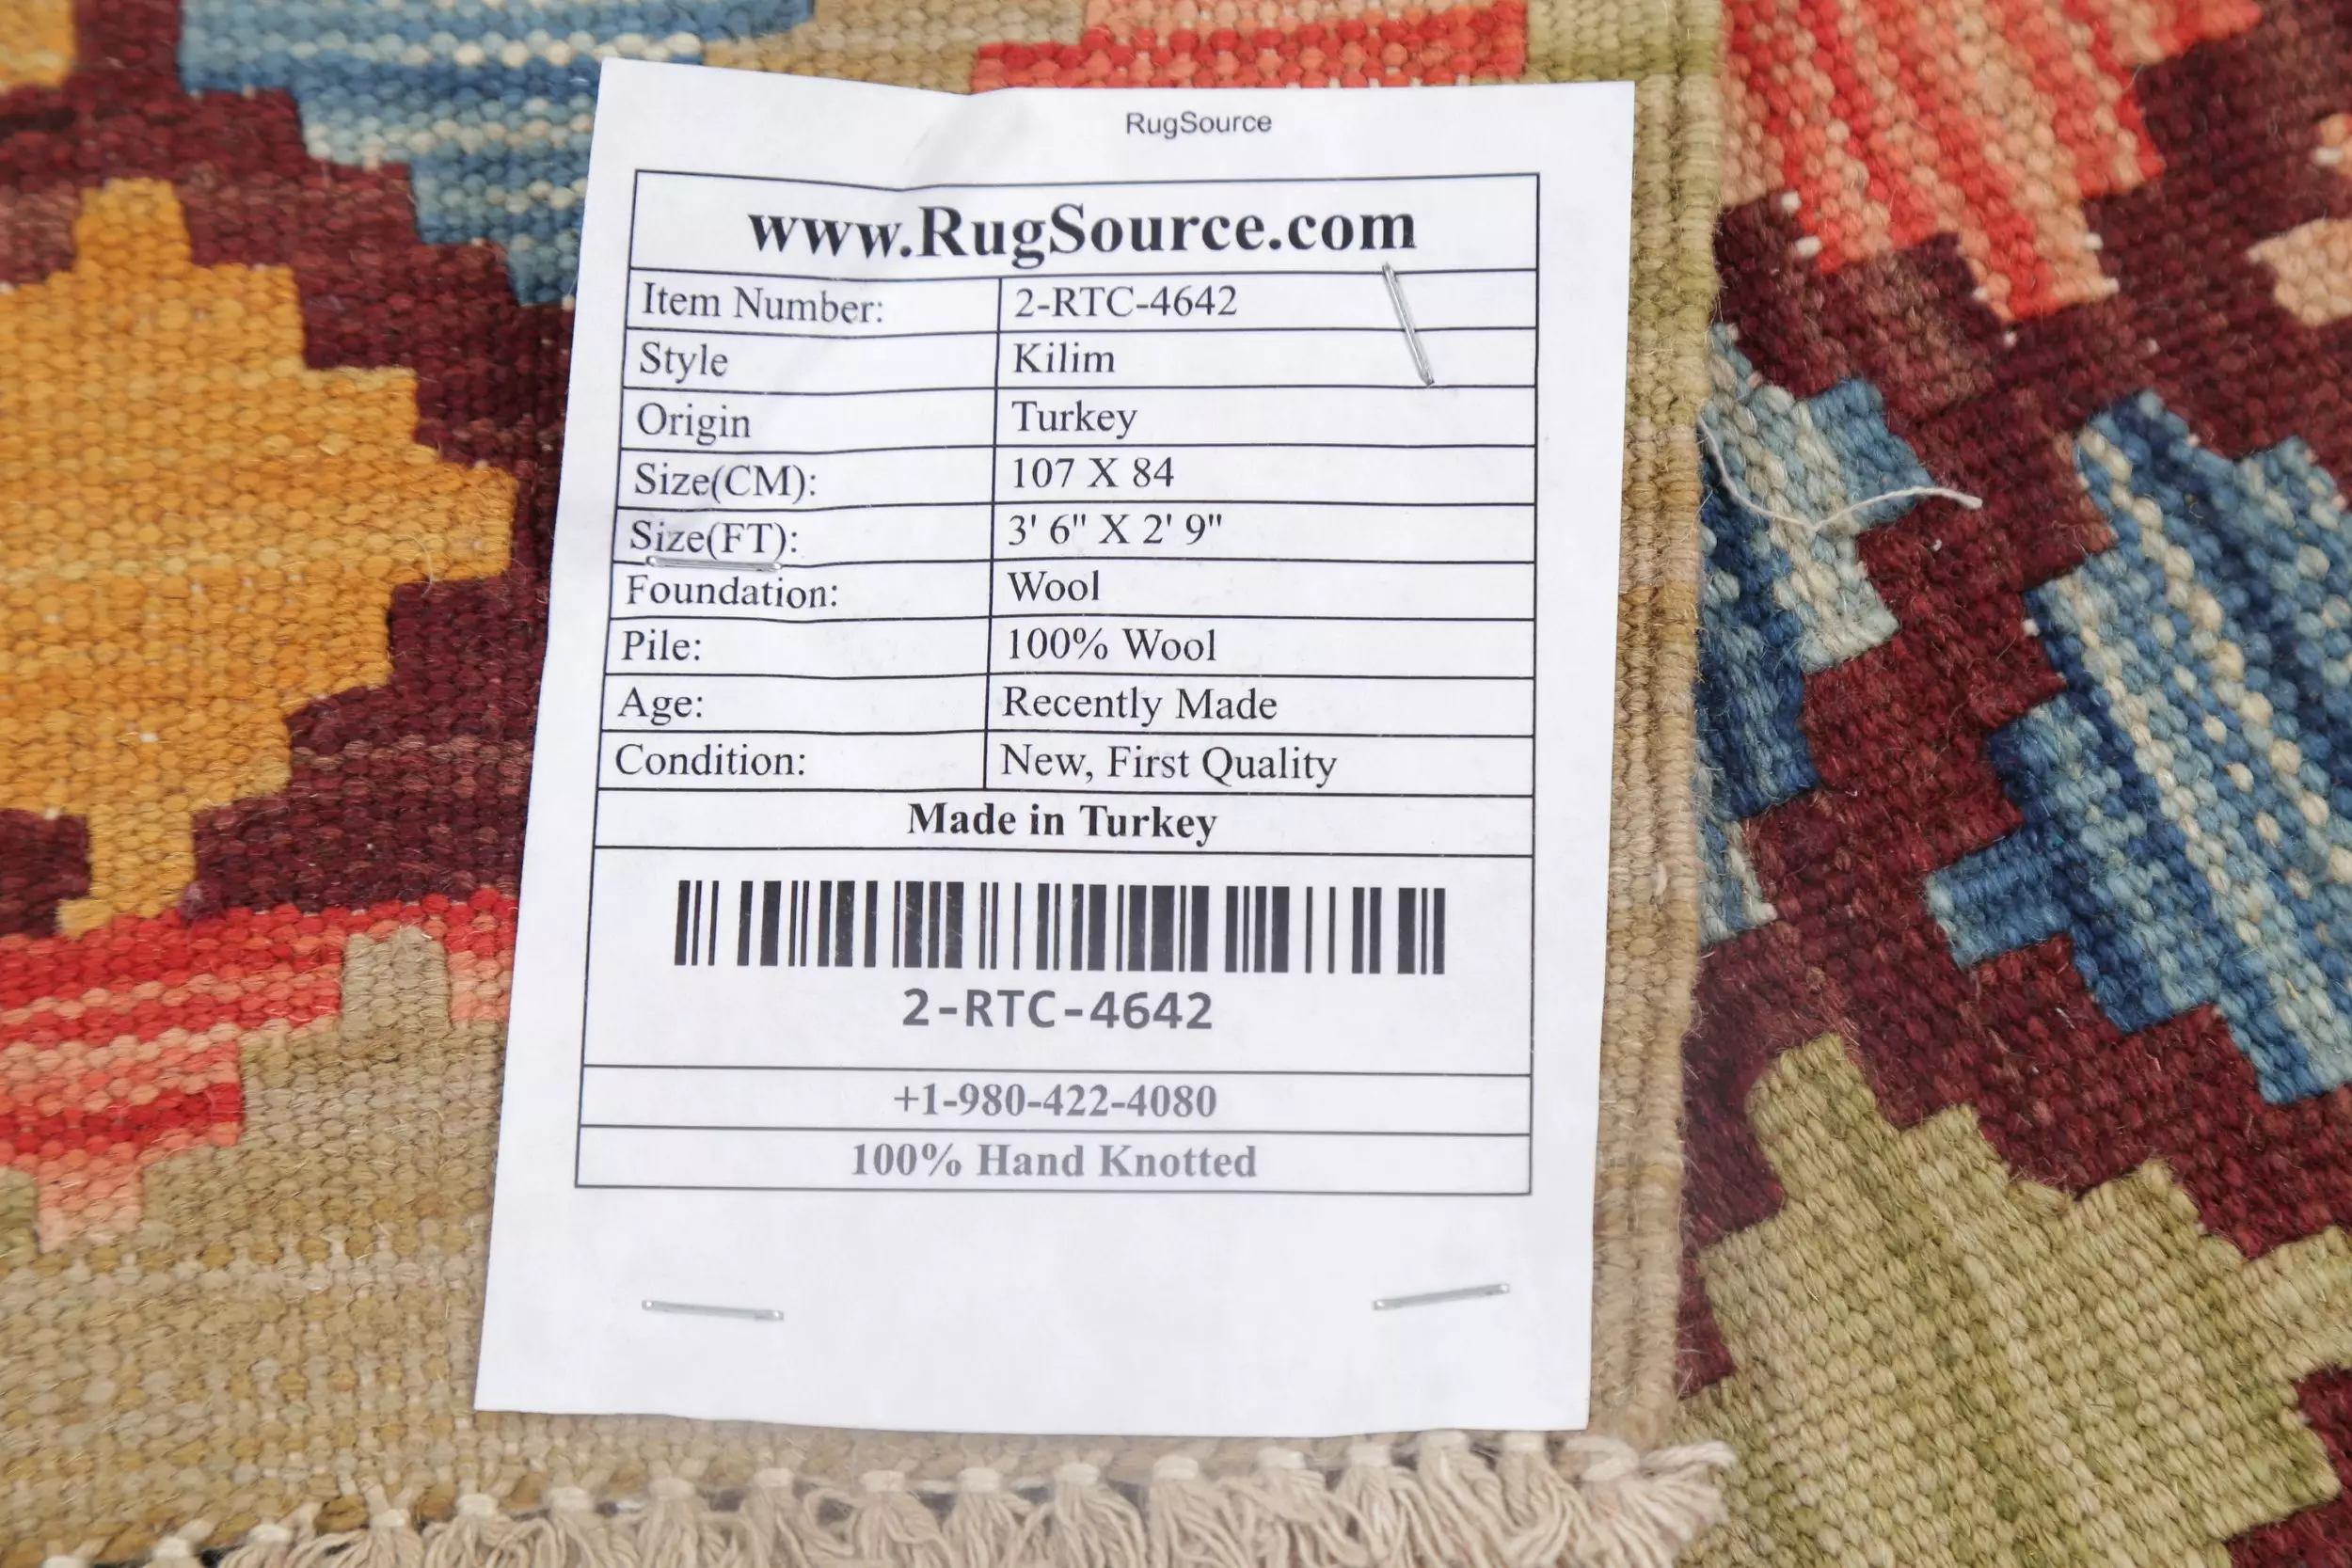 RugSource
www.RugSource.com
Item Number: 2-RTC-4642
Style Kilim
Origin Turkey
Size(CM): 107 X 84
Size(FT): 3' 6" X 2' 9"
Foundation: Wool
Pile: 100% Wool
Age: Recently Made
Condition: New, First Quality
Made in Turkey
2-RTC-4642
+1-980-422-4080
100% Hand Knotted